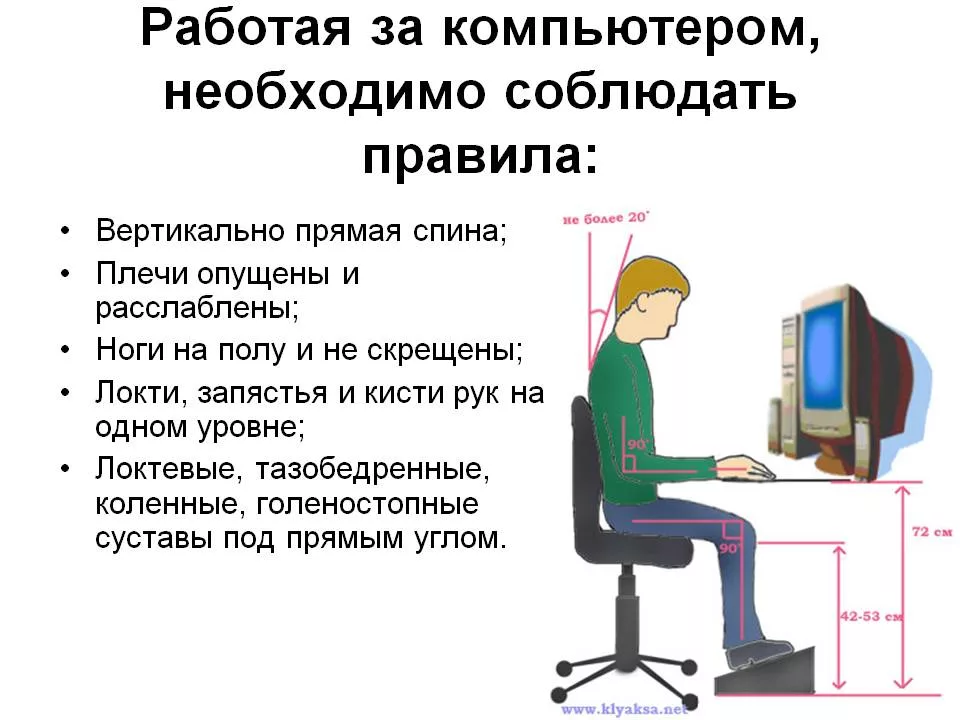 Работая за компьютером,
необходимо соблюдать
правила:
• Вертикально прямая спина;
• Плечи опущены и
расслаблены;
• Ноги на полу и не скрещены;
• Локти, запястья и кисти рук на
одном уровне;
• Локтевые, тазобедренные,
коленные, голеностопные
суставы под прямым углом.
не более 20°
90°
90°
72 см
42-53 см
www.klyaksa.net